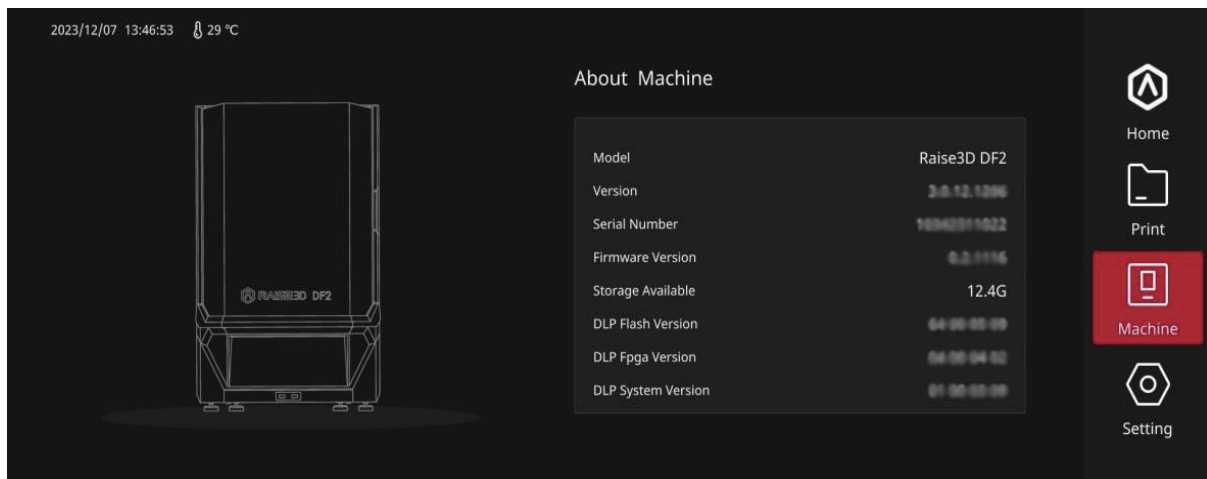 2023/12/07 13:46:53 29 ℃
About Machine
Model Raise3D DF2
Version
Serial Number
Firmware Version
Storage Available 12.4G
DLP Flash Version
DLP Fpga Version
DLP System Version
RAISE3D DF2
Home
Print
Machine
Setting